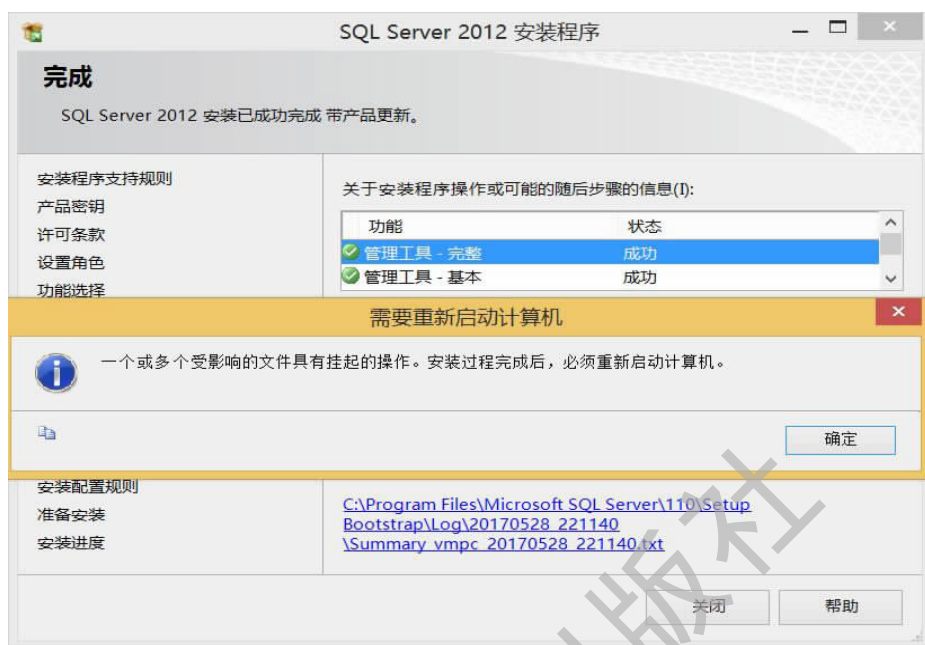 SQL Server 2012 安装程序
完成
SQL Server 2012 安装已成功完成 带产品更新。
安装程序支持规则
产品密钥
许可条款
设置角色
功能选择
关于安装程序操作或可能的随后步骤的信息(I):
功能 状态
管理工具 - 完整 成功
管理工具 - 基本 成功
需要重新启动计算机
一个或多个受影响的文件具有挂起的操作。安装过程完成后，必须重新启动计算机。
确定
安装配置规则
准备安装
安装进度
C:\Program Files\Microsoft SQL Server\110\Setup
Bootstrap\Log\20170528_221140
\Summary_vmpc_20170528_221140.txt
关闭
帮助
版社